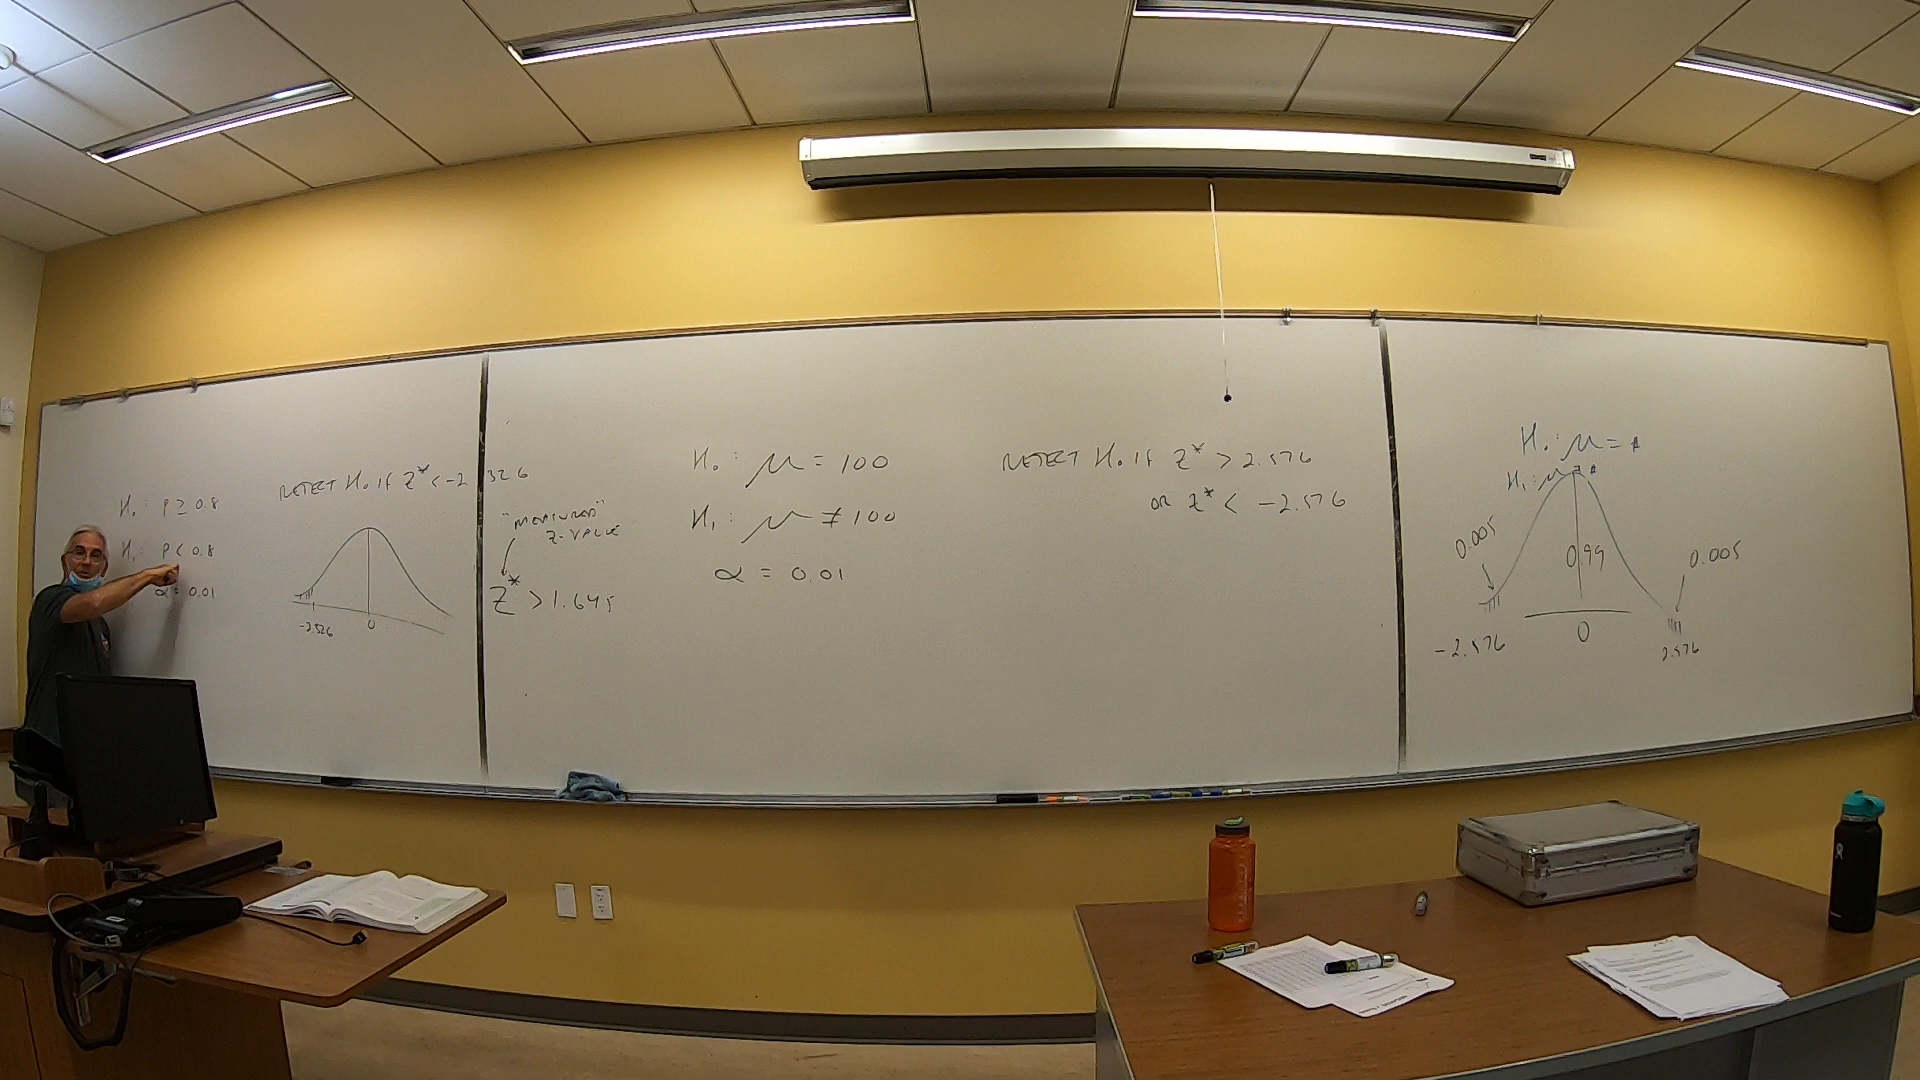 H₀: p ≥ 0.8
H₁: p < 0.8
α = 0.01
REJECT H₀ IF Z* < -2.326
-2.326
0
"MEASURED"
Z-VALUE
Z* > 1.645
H₀: μ = 100
H₁: μ ≠ 100
α = 0.01
REJECT H₀ IF Z* > 2.576
OR Z* < -2.576
H₀: μ = #
H₁: μ ≠ #
0.005
0.99
0.005
-2.576
0
2.576